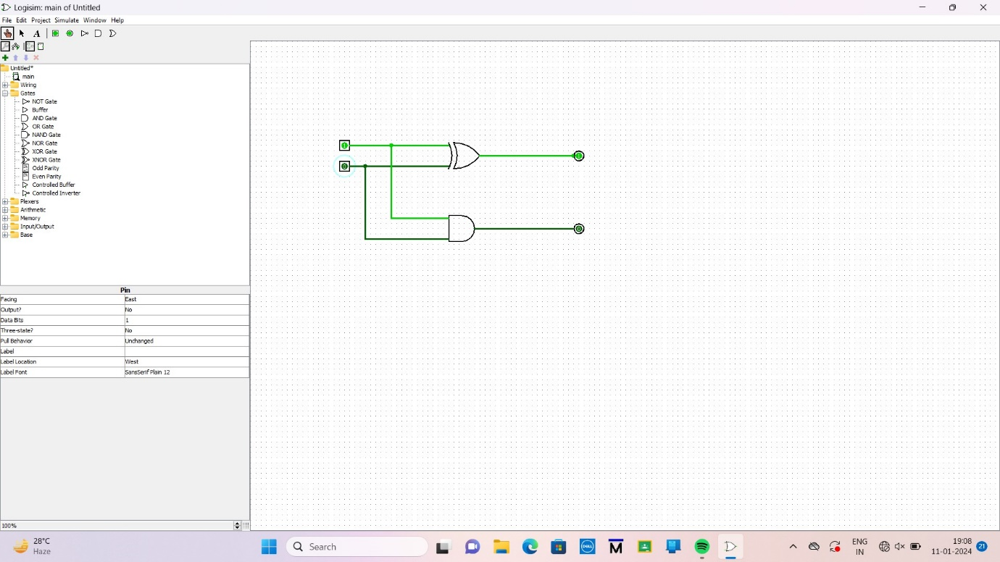 Logisim: main of Untitled
File Edit Project Simulate Window Help
A
Untitled*
main
Wiring
Gates
NOT Gate
Buffer
AND Gate
OR Gate
NAND Gate
NOR Gate
XOR Gate
XNOR Gate
Odd Parity
Even Parity
Controlled Buffer
Controlled Inverter
Plexers
Arithmetic
Memory
Input/Output
Base
Pin
Facing East
Output? No
Data Bits 1
Three-state? No
Pull Behavior Unchanged
Label
Label Location West
Label Font SansSerif Plain 12
1
0
1
0
100%
28°C
Haze
Search
DELL
M
ENG
IN
19:08
11-01-2024
21